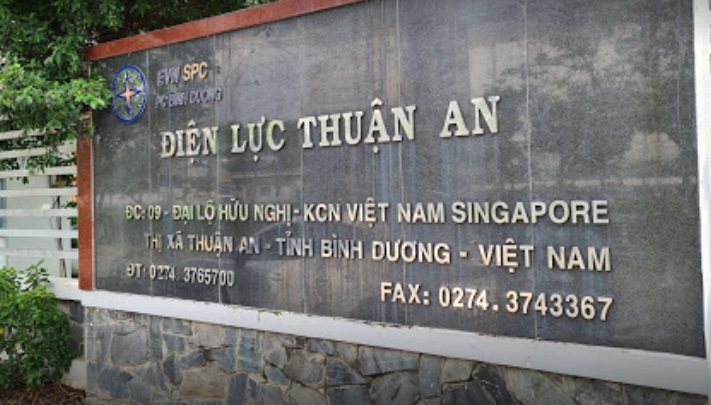 EVN SPC
PC BÌNH DƯƠNG
ĐIỆN LỰC THUẬN AN
ĐC: 09 - ĐẠI LỘ HỮU NGHỊ - KCN VIỆT NAM SINGAPORE
THỊ XÃ THUẬN AN - TỈNH BÌNH DƯƠNG - VIỆT NAM
ĐT: 0274. 3765700
FAX: 0274. 3743367